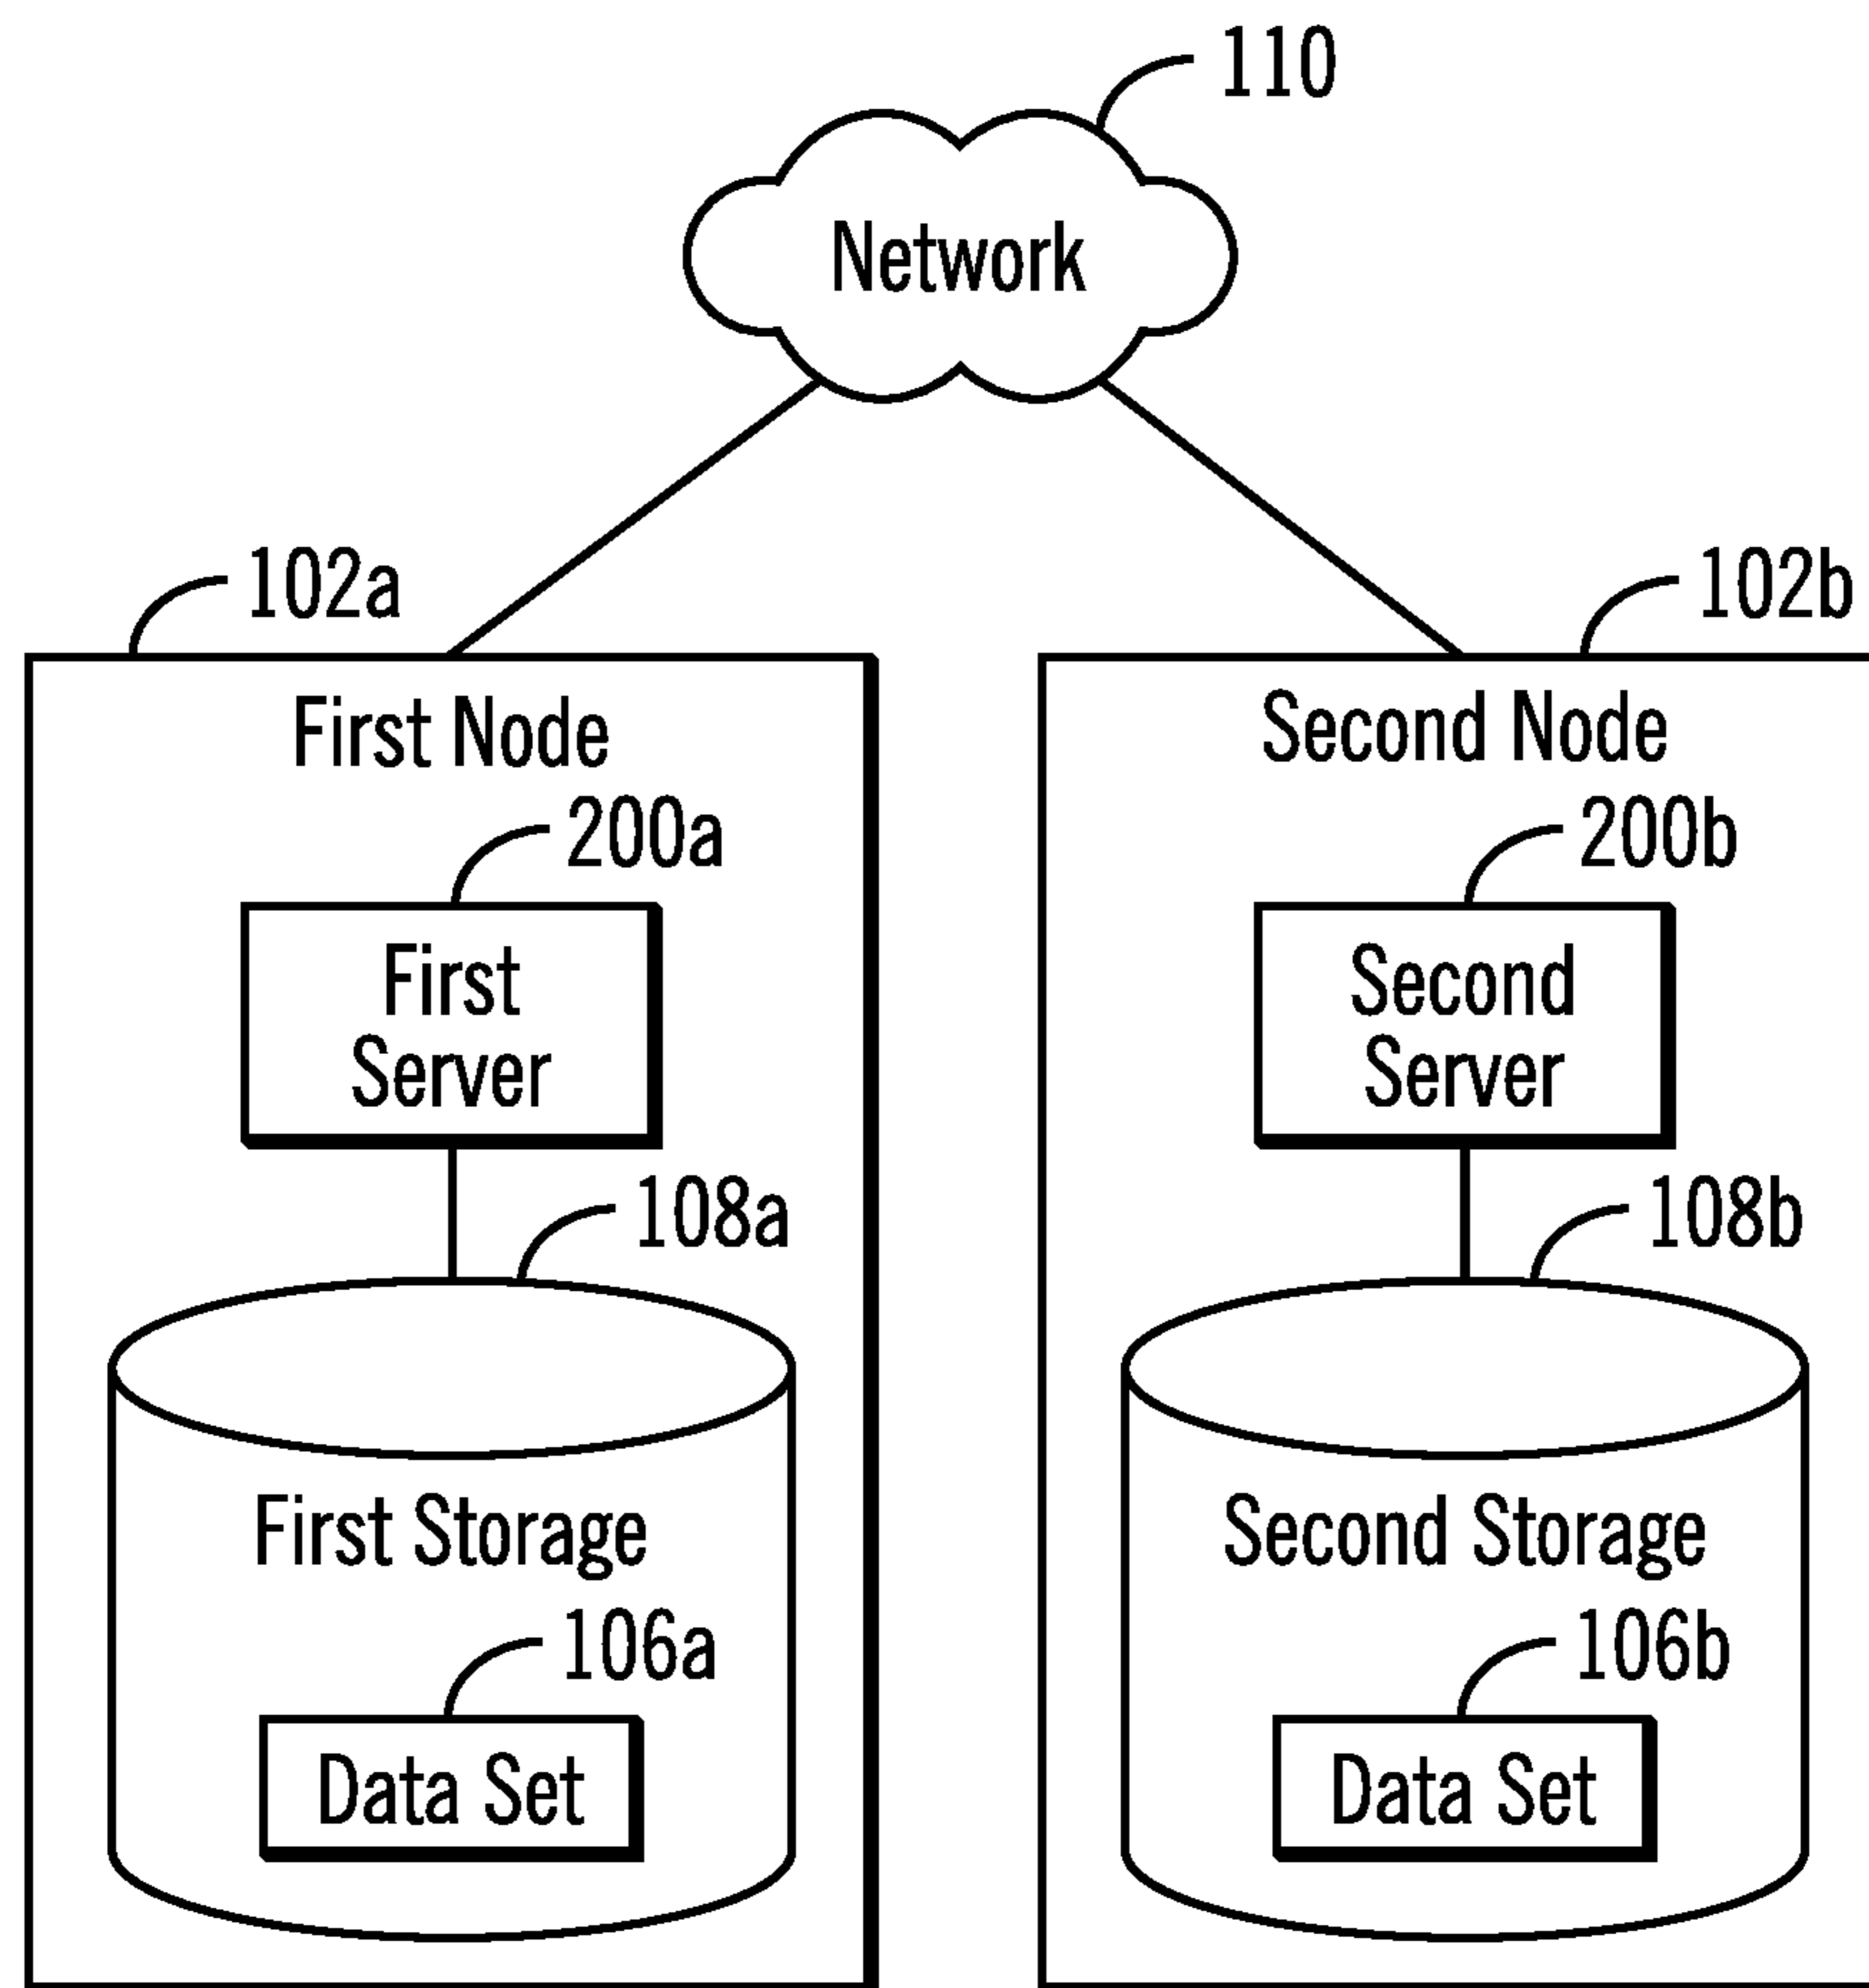 110
Network
102a
102b
First Node
Second Node
200a
200b
First
Server
Second
Server
108a
108b
First Storage
Second Storage
106a
106b
Data Set
Data Set